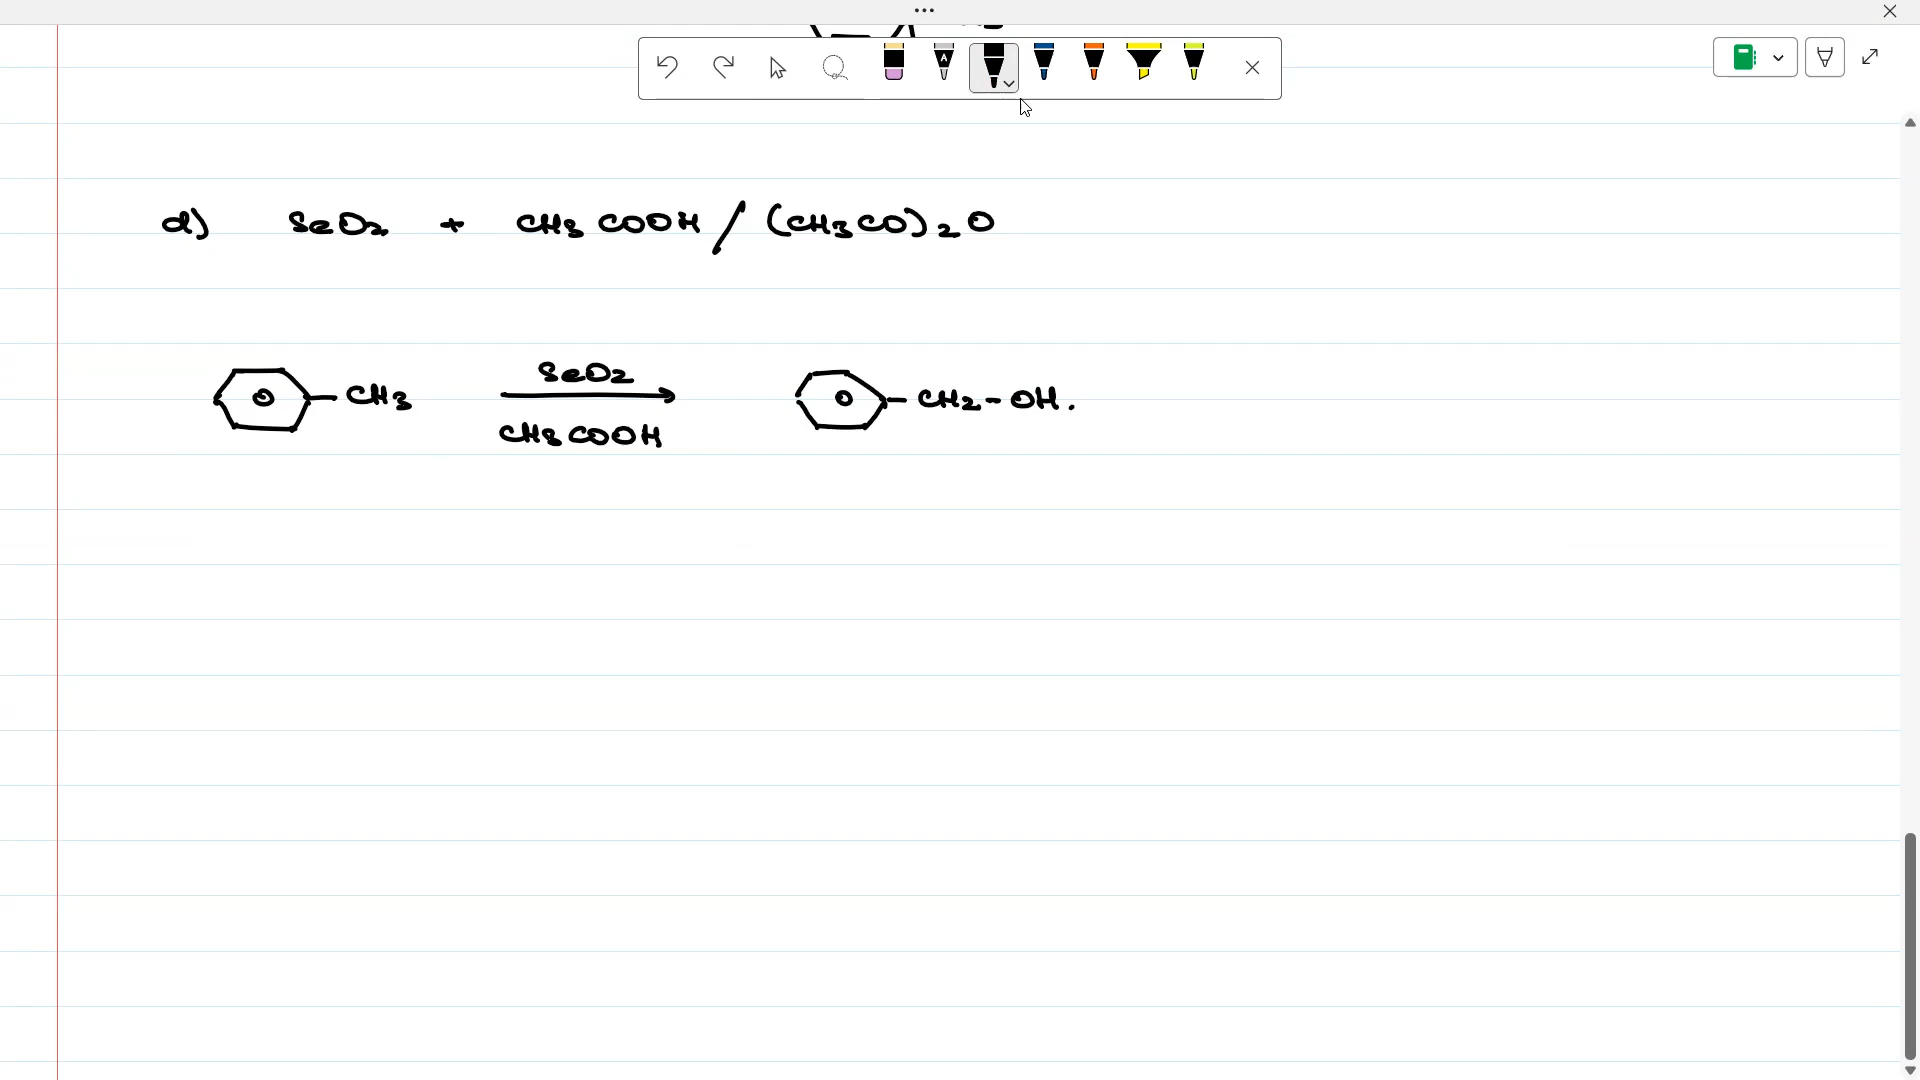 d) SeO2 + CH3COOH / (CH3CO)2O
SeO2
-CH3 → -CH2-OH.
CH3COOH